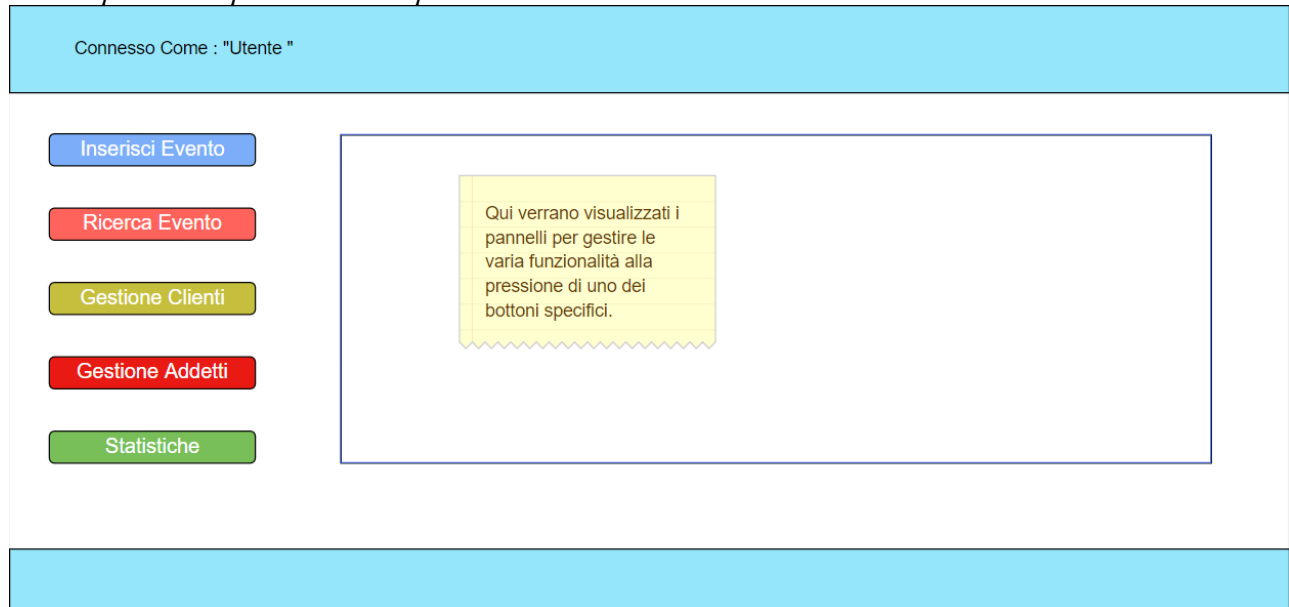 Connesso Come : "Utente "
Inserisci Evento
Ricerca Evento
Gestione Clienti
Gestione Addetti
Statistiche
Qui verrano visualizzati i
pannelli per gestire le
varia funzionalità alla
pressione di uno dei
bottoni specifici.